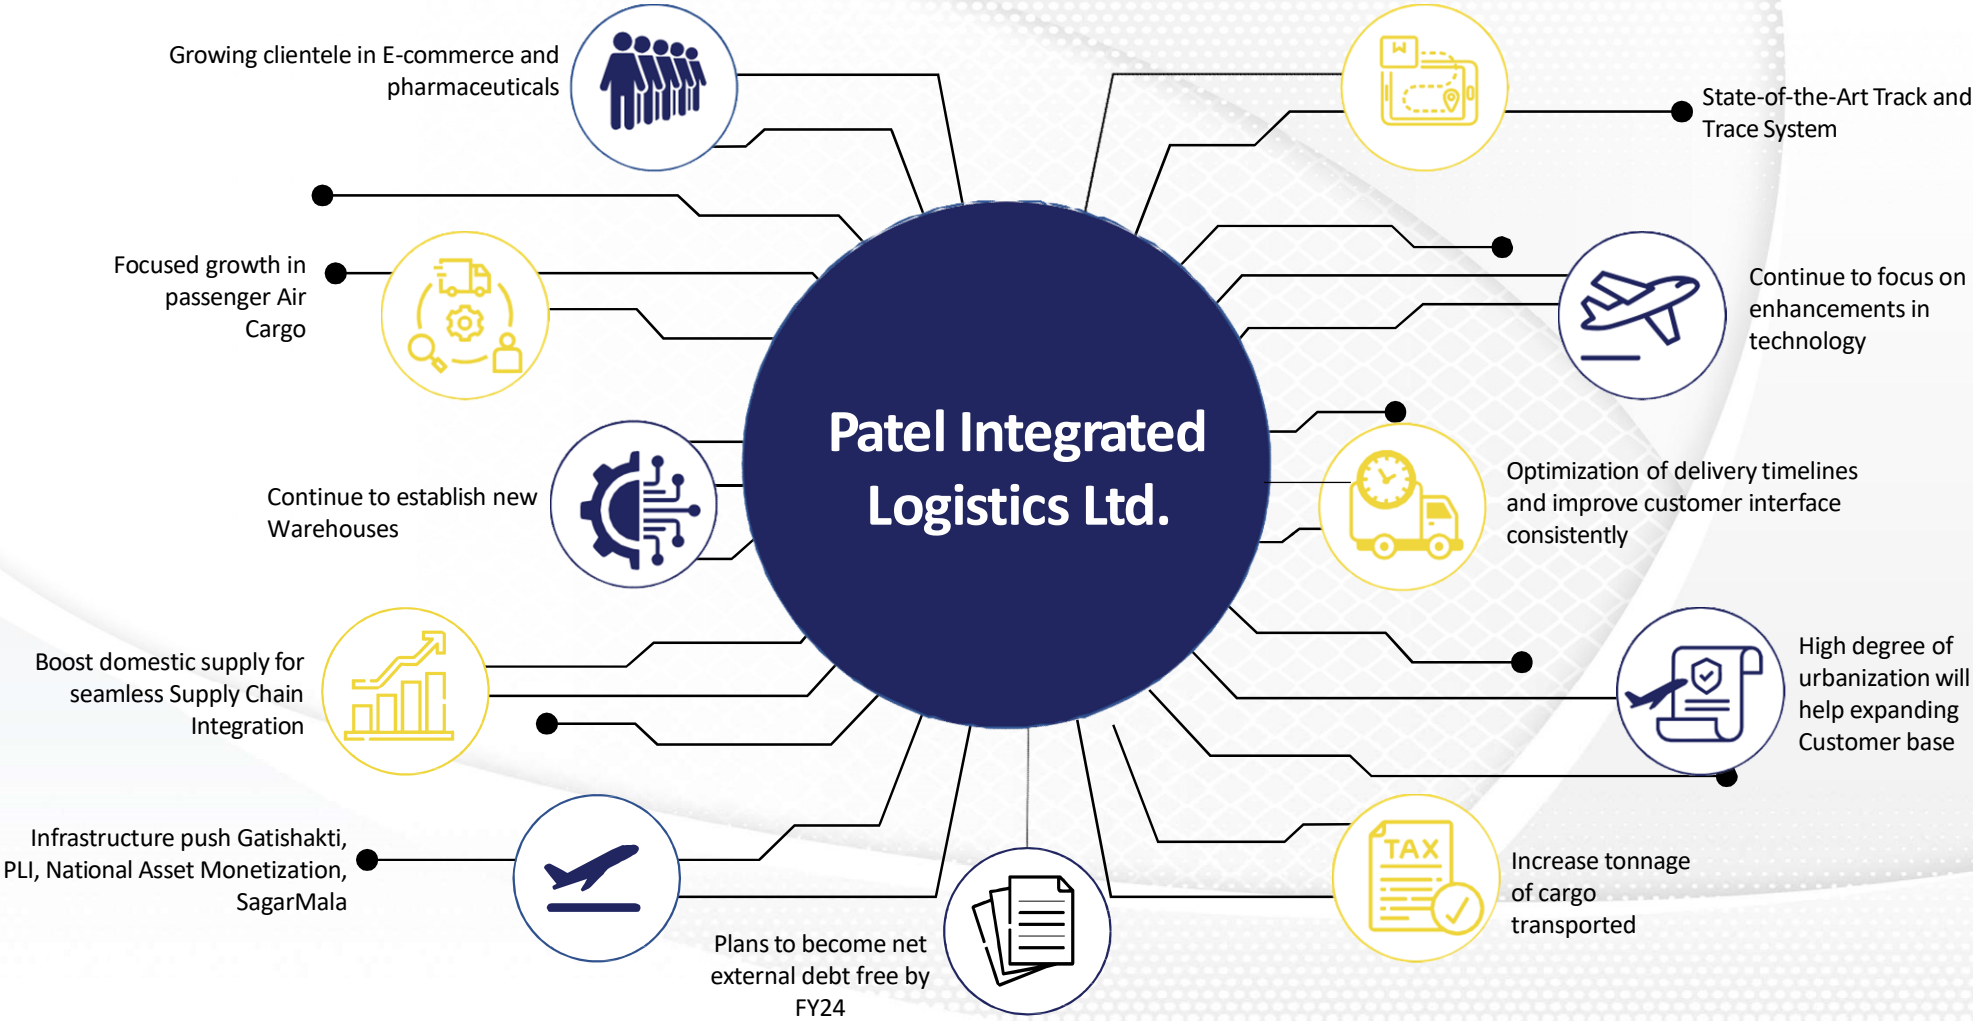 Growing clientele in E-commerce and
pharmaceuticals
State-of-the-Art Track and
Trace System
Focused growth in
passenger Air
Cargo
Continue to focus on
enhancements in
technology
Patel Integrated
Logistics Ltd.
Continue to establish new
Warehouses
Optimization of delivery timelines
and improve customer interface
consistently
Boost domestic supply for
seamless Supply Chain
Integration
High degree of
urbanization will
help expanding
Customer base
Infrastructure push Gatishakti,
PLI, National Asset Monetization,
SagarMala
TAX
Increase tonnage
of cargo
transported
Plans to become net
external debt free by
FY24